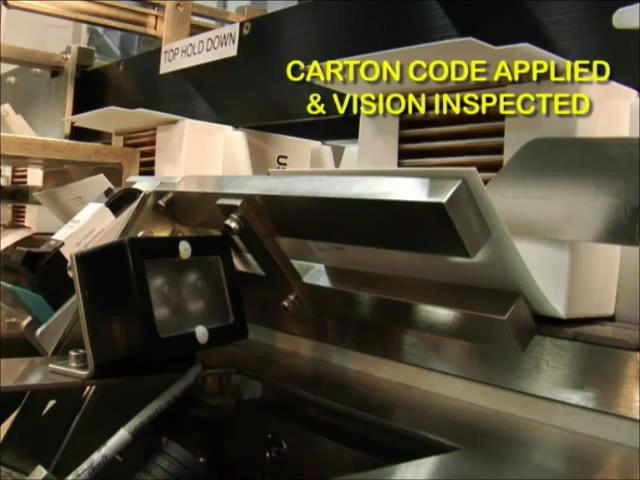 TOP HOLD DOWN
CARTON CODE APPLIED
& VISION INSPECTED